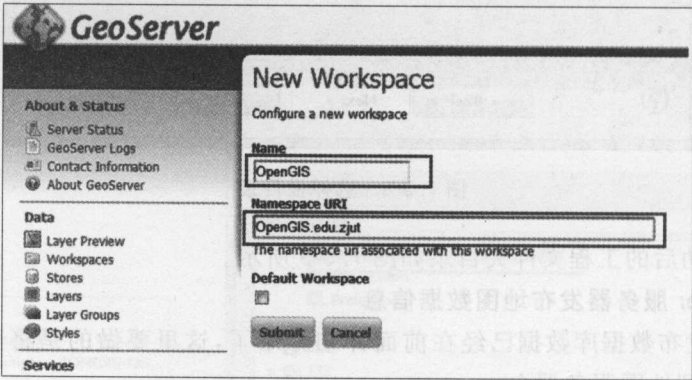 GeoServer
New Workspace
Configure a new workspace
Name
OpenGIS
Namespace URI
OpenGIS.edu.zjut
The namespace uri associated with this workspace
Default Workspace
Submit
Cancel
About & Status
Server Status
GeoServer Logs
Contact Information
About GeoServer
Data
Layer Preview
Workspaces
Stores
Layers
Layer Groups
Styles
Services